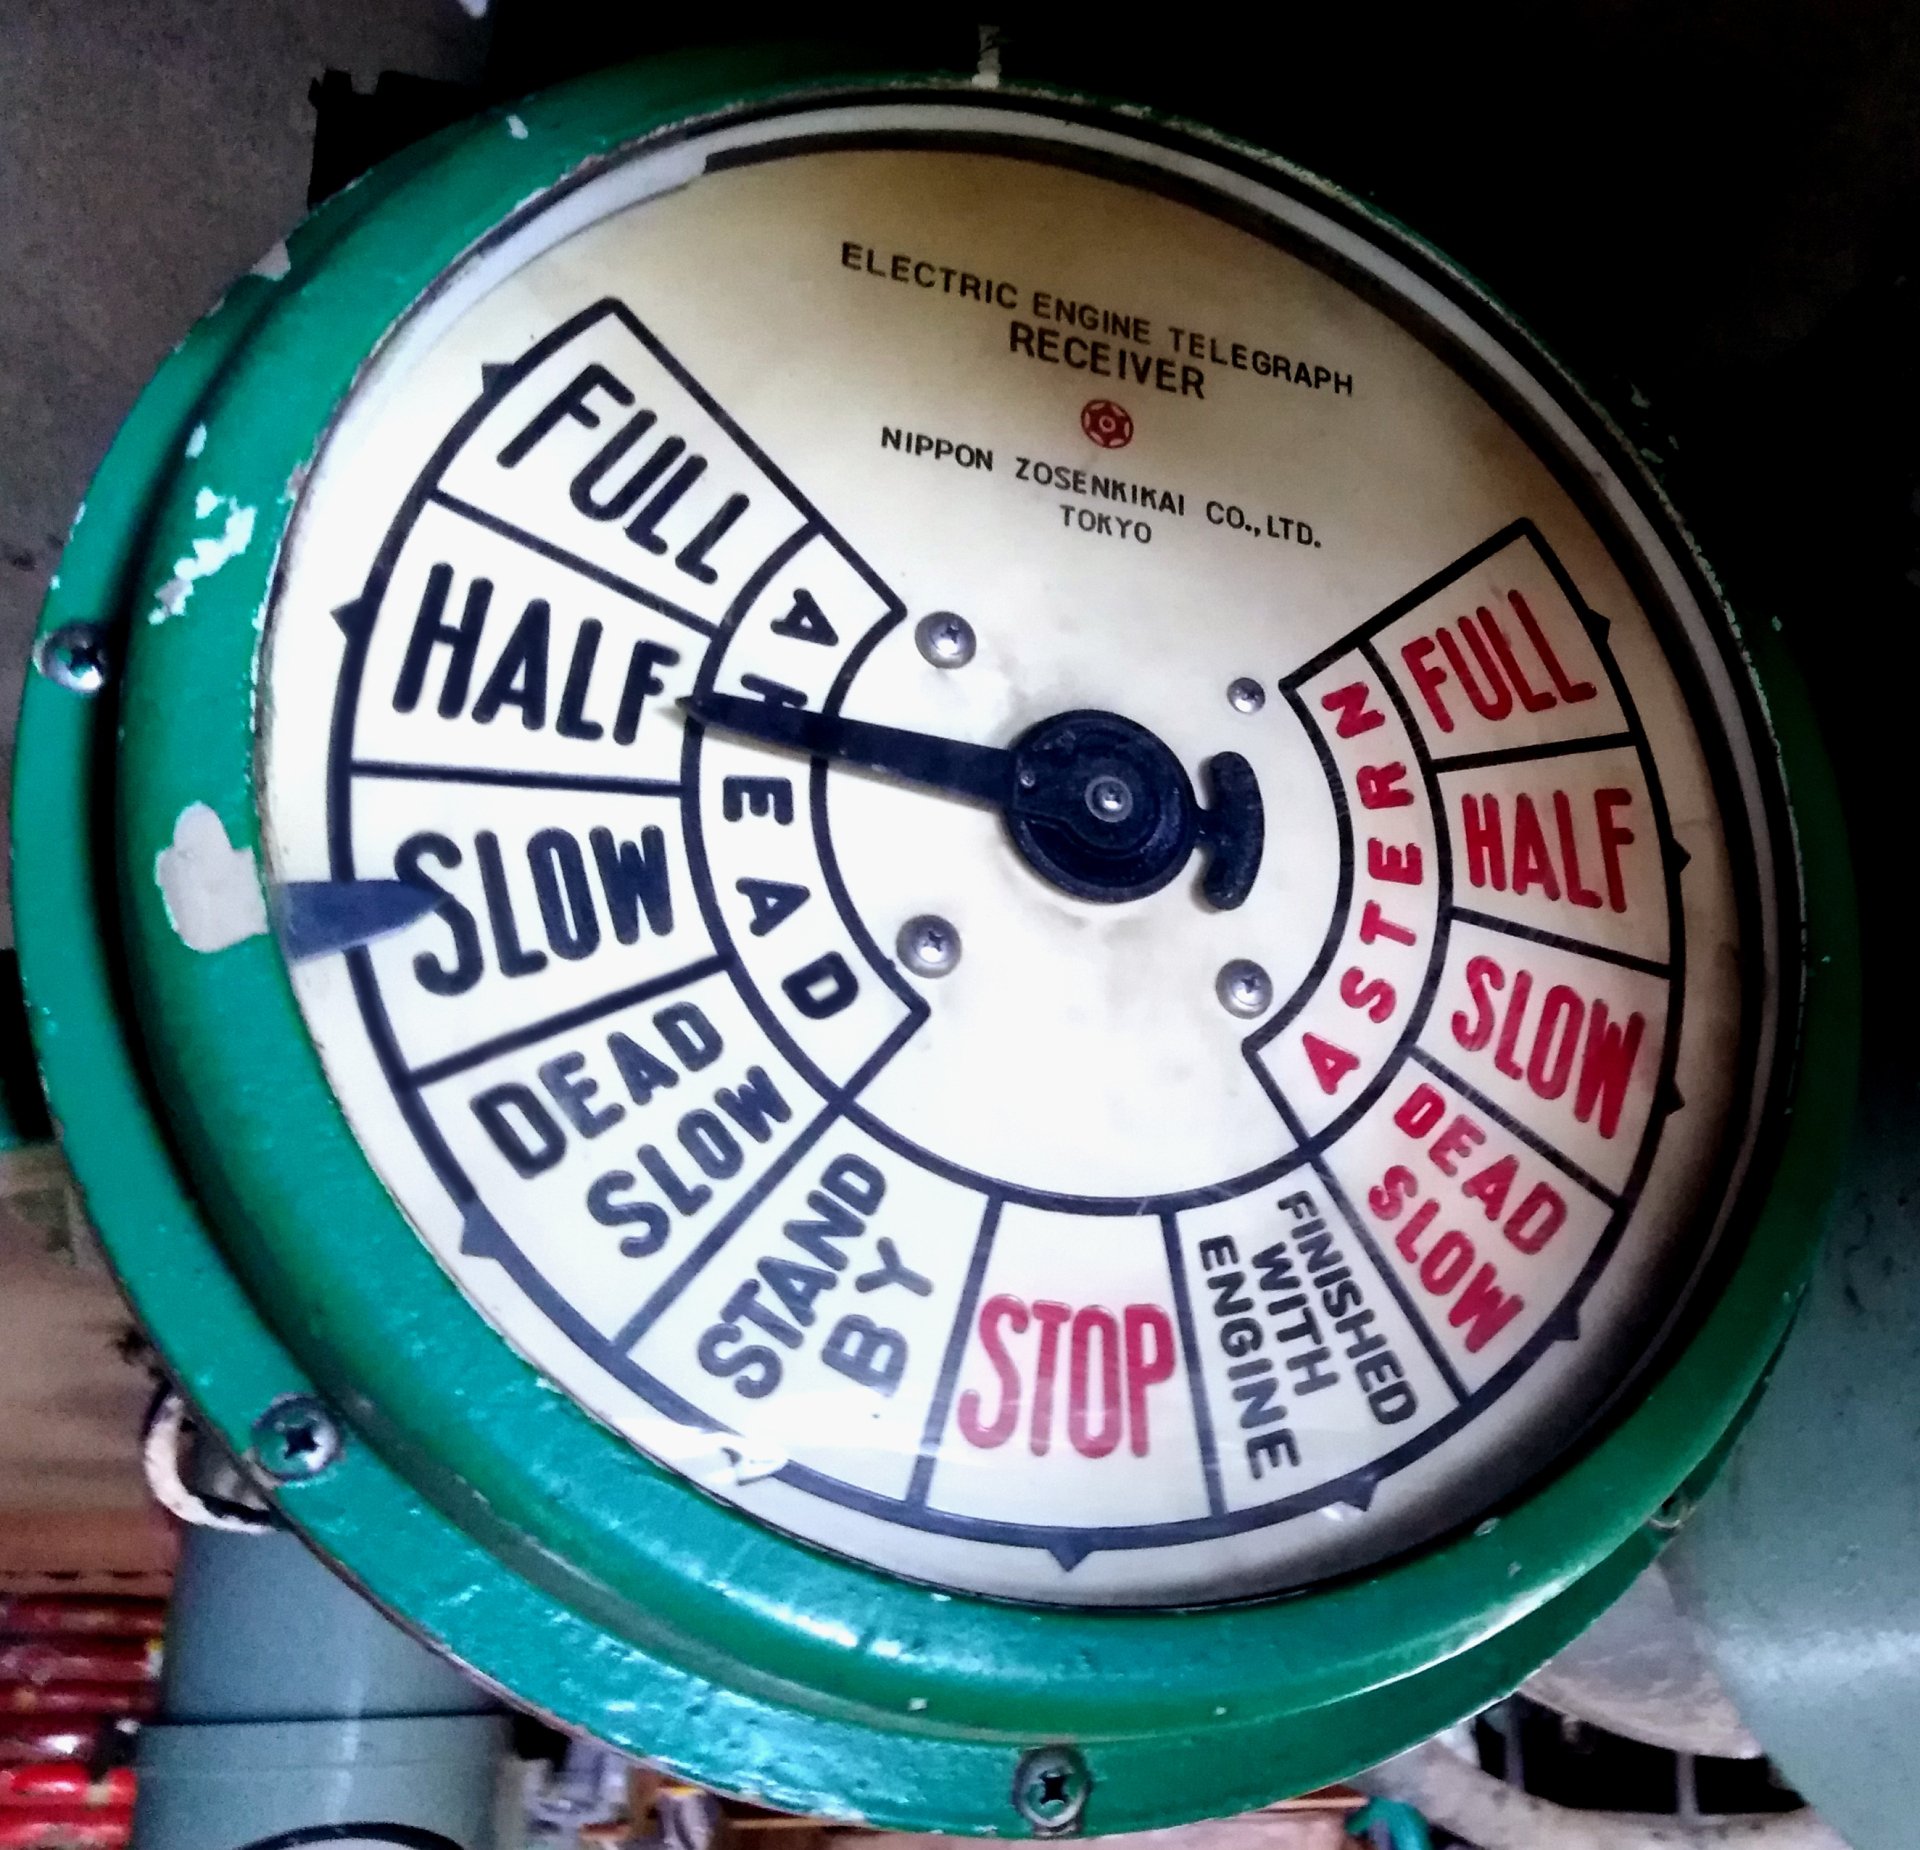 ELECTRIC ENGINE TELEGRAPH
RECEIVER
NIPPON ZOSENKIKAI CO.,LTD.
TOKYO
AHEAD
FULL
HALF
SLOW
DEAD
SLOW
STAND
BY
STOP
FINISHED
WITH
ENGINE
ASTERN
DEAD
SLOW
SLOW
HALF
FULL